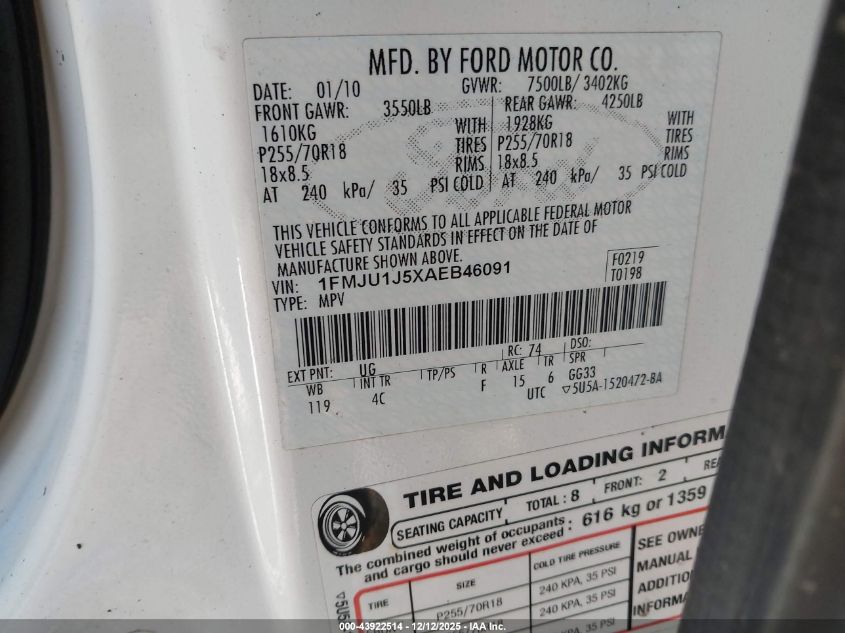 MFD. BY FORD MOTOR CO.
DATE: 01/10 GVWR: 7500LB/ 3402KG
FRONT GAWR: 3550LB REAR GAWR: 4250LB
1610KG WITH 1928KG WITH
P255/70R18 TIRES P255/70R18 TIRES
18x8.5 RIMS 18x8.5 RIMS
AT 240 kPa/ 35 PSI COLD AT 240 kPa/ 35 PSI COLD
THIS VEHICLE CONFORMS TO ALL APPLICABLE FEDERAL MOTOR
VEHICLE SAFETY STANDARDS IN EFFECT ON THE DATE OF
MANUFACTURE SHOWN ABOVE.
VIN: 1FMJU1J5XAEB46091 F0219
TYPE: MPV T0198
EXT PNT: UG RC: 74 DSO:
WB INT TR TP/PS R AXLE TR SPR
119 4C F 15 6 GG33
UTC ▽5U5A-1520472-BA
TIRE AND LOADING INFORM
SEATING CAPACITY TOTAL : 8 FRONT: 2 REA
The combined weight of occupants : 616 kg or 1359
and cargo should never exceed
TIRE SIZE COLD TIRE PRESSURE SEE OWNE
MANUAL
P255/70R18 240 KPA, 35 PSI ADDITIO
240 KPA, 35 PSI INFORMA
▽5U5
000-43922514 - 12/12/2025 - IAA Inc.